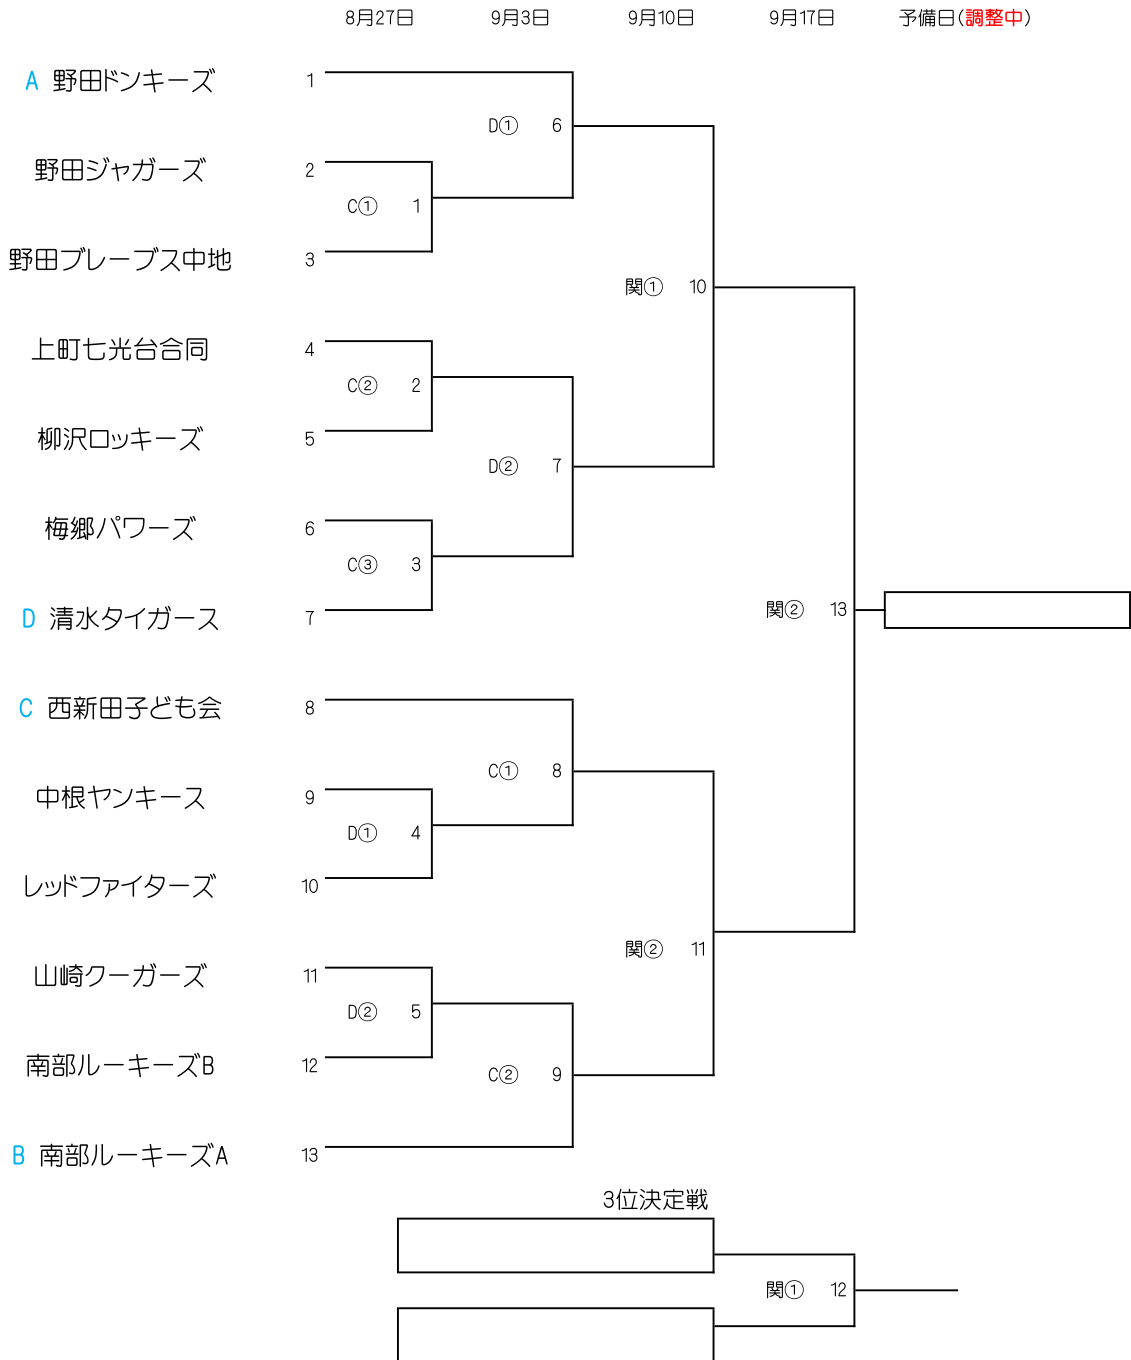 8月27日 9月3日 9月10日 9月17日 予備日(調整中)
A 野田ドンキーズ 1
D① 6
野田ジャガーズ 2
C① 1
野田ブレーブス中地 3
関① 10
上町七光台合同 4
C② 2
柳沢ロッキーズ 5
D② 7
梅郷パワーズ 6
C③ 3
D 清水タイガース 7
関② 13
C 西新田子ども会 8
C① 8
中根ヤンキース 9
D① 4
レッドファイターズ 10
関② 11
山崎クーガーズ 11
D② 5
南部ルーキーズB 12
C② 9
B 南部ルーキーズA 13
3位決定戦
関① 12